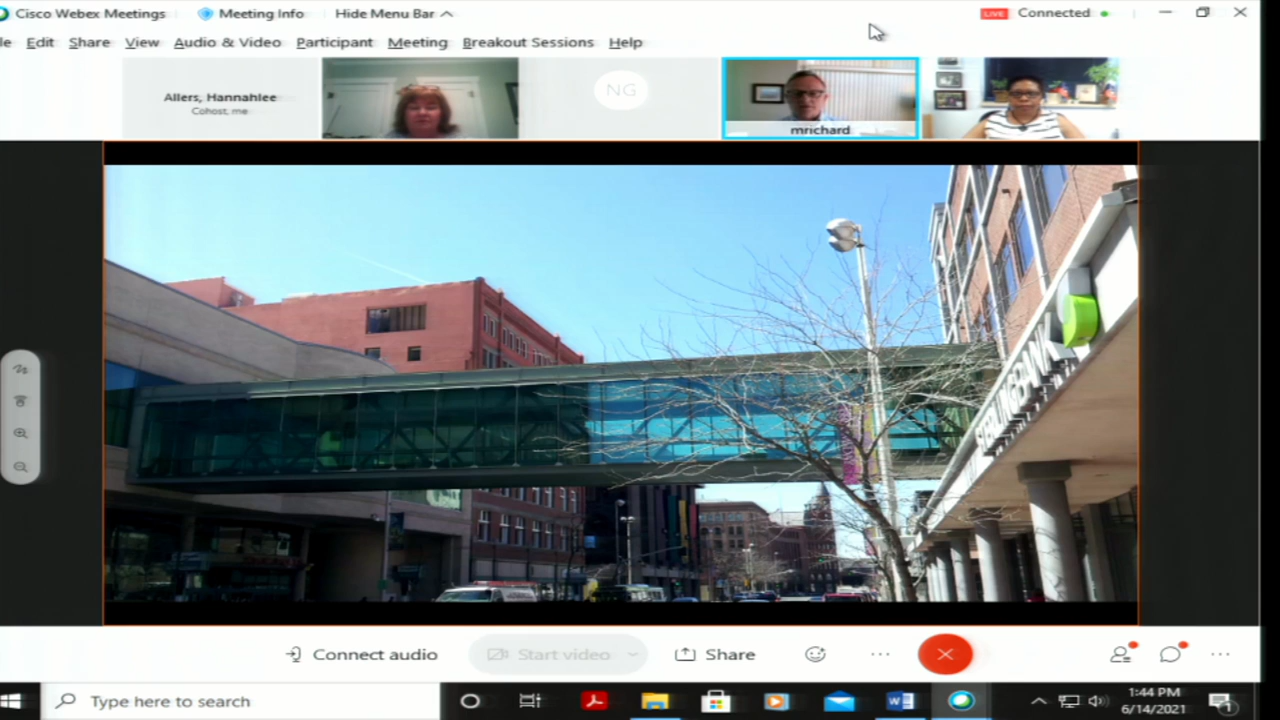 Cisco Webex Meetings
Meeting Info
Hide Menu Bar
LIVE
Connected
Edit Share View Audio & Video Participant Meeting Breakout Sessions Help
Allers, Hannahlee
Cohost, me
NG
mrichard
Connect audio
Start video
Share
Type here to search
1:44 PM
6/14/2021
1